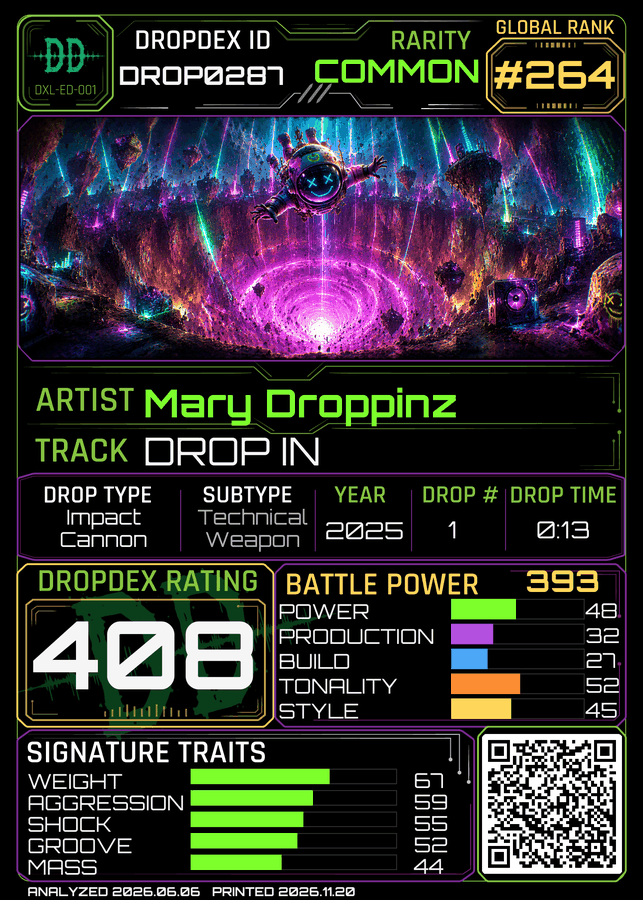 DD
DXL-ED-001
DROPDEX ID
DROP0287
RARITY
COMMON
GLOBAL RANK
#264
ARTIST Mary Droppinz
TRACK DROP IN
DROP TYPE
Impact
Cannon
SUBTYPE
Technical
Weapon
YEAR
2025
DROP #
1
DROP TIME
0:13
DROPDEX RATING
408
BATTLE POWER 393
POWER 48
PRODUCTION 32
BUILD 27
TONALITY 52
STYLE 45
SIGNATURE TRAITS
WEIGHT 67
AGGRESSION 59
SHOCK 55
GROOVE 52
MASS 44
ANALYZED 2026.06.06 PRINTED 2026.11.20